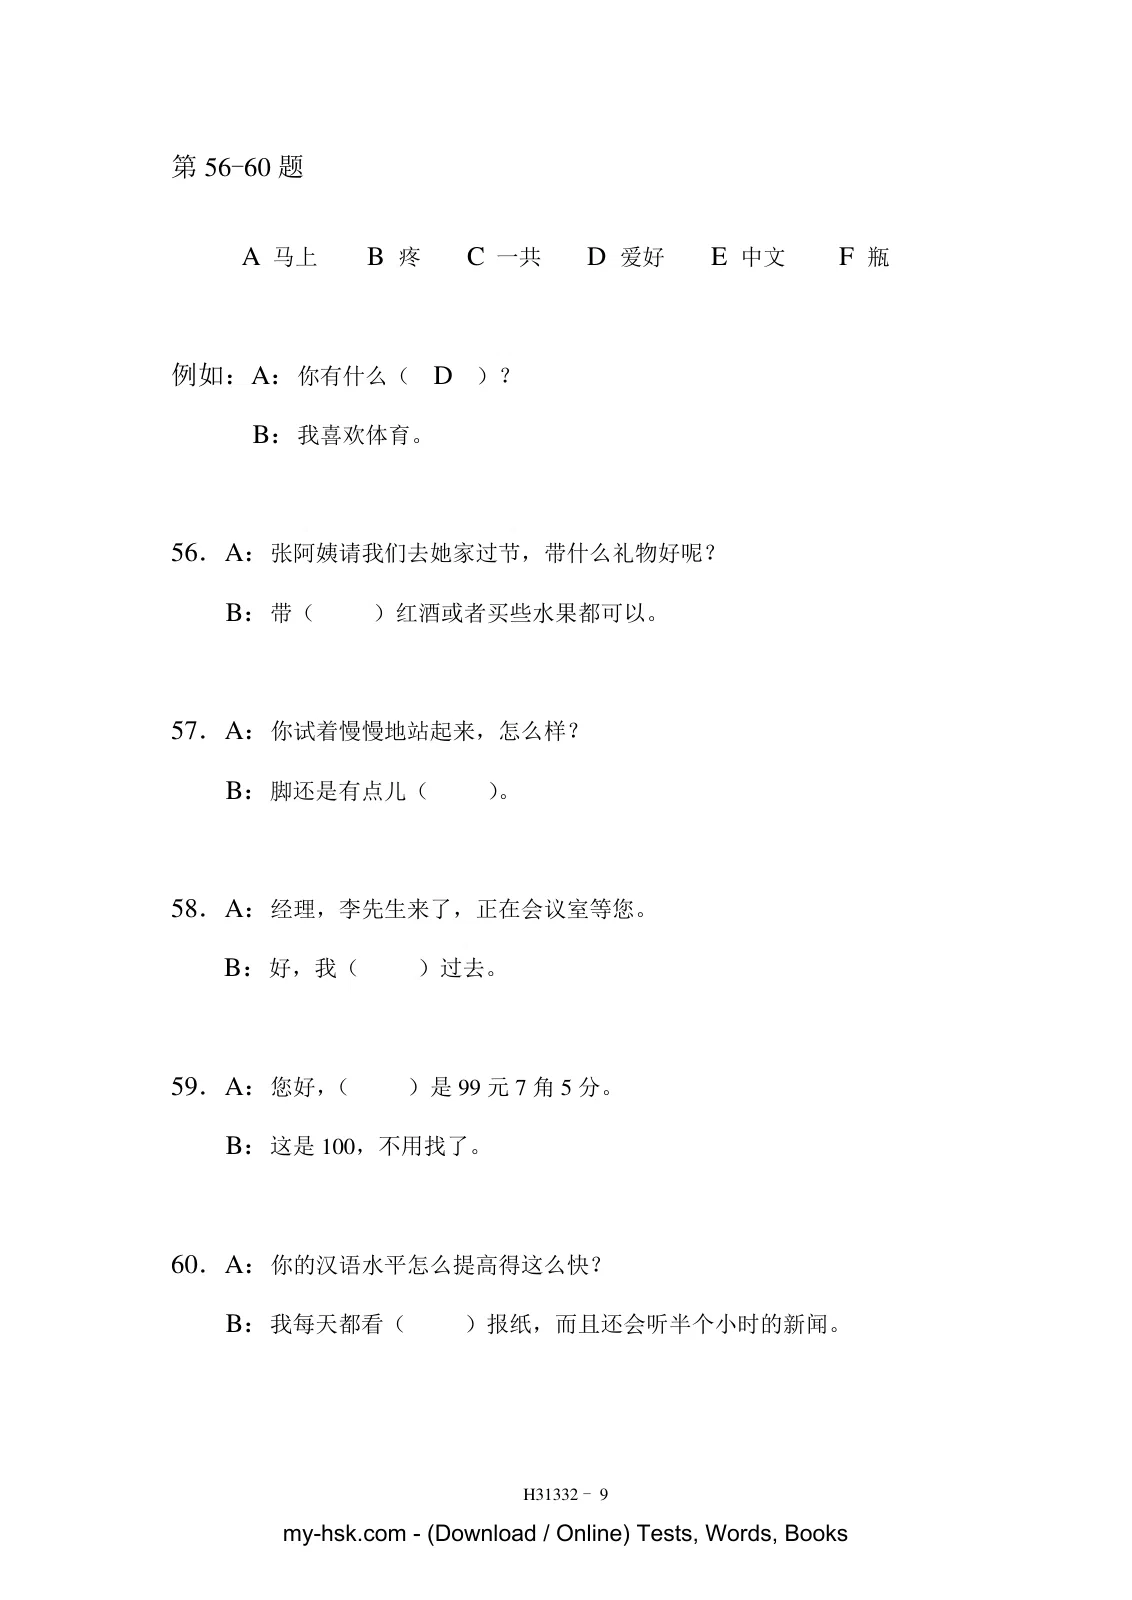 第 56-60 题
A 马上 B 疼 C 一共 D 爱好 E 中文 F 瓶
例如：A：你有什么（ D ）？
B：我喜欢体育。
56．A：张阿姨请我们去她家过节，带什么礼物好呢？
B：带（ ）红酒或者买些水果都可以。
57．A：你试着慢慢地站起来，怎么样？
B：脚还是有点儿（ ）。
58．A：经理，李先生来了，正在会议室等您。
B：好，我（ ）过去。
59．A：您好，（ ）是 99 元 7 角 5 分。
B：这是 100，不用找了。
60．A：你的汉语水平怎么提高得这么快？
B：我每天都看（ ）报纸，而且还会听半个小时的新闻。
H31332－ 9
my-hsk.com - (Download / Online) Tests, Words, Books